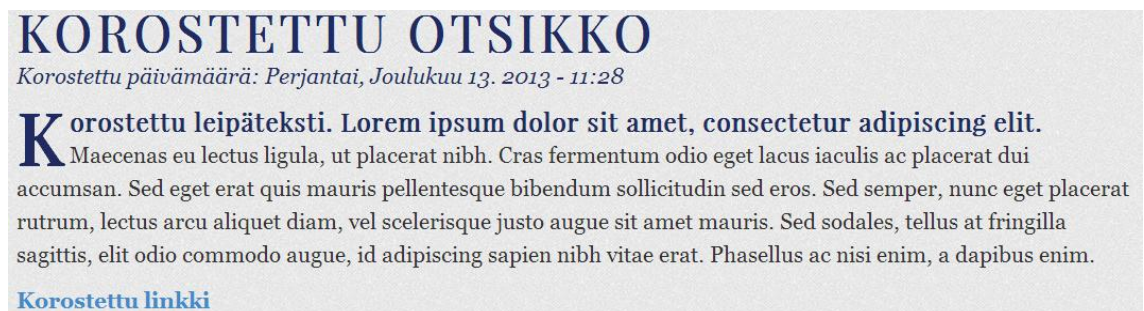 KOROSTETTU OTSIKKO
Korostettu päivämäärä: Perjantai, Joulukuu 13. 2013 - 11:28
Korostettu leipäteksti. Lorem ipsum dolor sit amet, consectetur adipiscing elit.
Maecenas eu lectus ligula, ut placerat nibh. Cras fermentum odio eget lacus iaculis ac placerat dui
accumsan. Sed eget erat quis mauris pellentesque bibendum sollicitudin sed eros. Sed semper, nunc eget placerat
rutrum, lectus arcu aliquet diam, vel scelerisque justo augue sit amet mauris. Sed sodales, tellus at fringilla
sagittis, elit odio commodo augue, id adipiscing sapien nibh vitae erat. Phasellus ac nisi enim, a dapibus enim.
Korostettu linkki